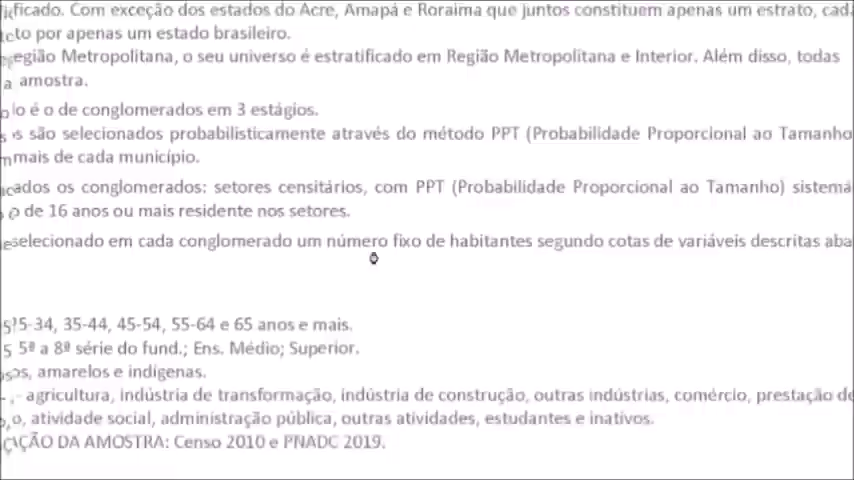 ficado. Com exceção dos estados do Acre, Amapá e Roraima que juntos constituem apenas um estrato, cada
to por apenas um estado brasileiro.
egião Metropolitana, o seu universo é estratificado em Região Metropolitana e Interior. Além disso, todas
a amostra.
lo é o de conglomerados em 3 estágios.
s são selecionados probabilisticamente através do método PPT (Probabilidade Proporcional ao Tamanho
mais de cada município.
ados os conglomerados: setores censitários, com PPT (Probabilidade Proporcional ao Tamanho) sistemá
o de 16 anos ou mais residente nos setores.
selecionado em cada conglomerado um número fixo de habitantes segundo cotas de variáveis descritas aba
5-34, 35-44, 45-54, 55-64 e 65 anos e mais.
5ª a 8ª série do fund.; Ens. Médio; Superior.
os, amarelos e indígenas.
agricultura, indústria de transformação, indústria de construção, outras indústrias, comércio, prestação de
o, atividade social, administração pública, outras atividades, estudantes e inativos.
ÇÃO DA AMOSTRA: Censo 2010 e PNADC 2019.